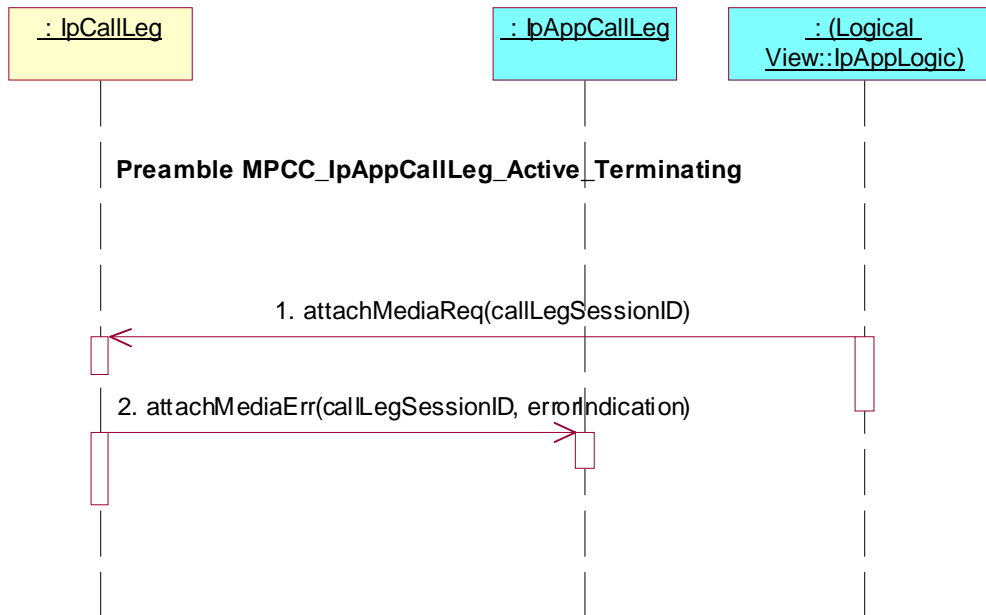 : IpCallLeg
: IpAppCallLeg
: (Logical
View::IpAppLogic)
Preamble MPCC_IpAppCallLeg_Active_Terminating
1. attachMediaReq(callLegSessionID)
2. attachMediaErr(callLegSessionID, errorIndication)